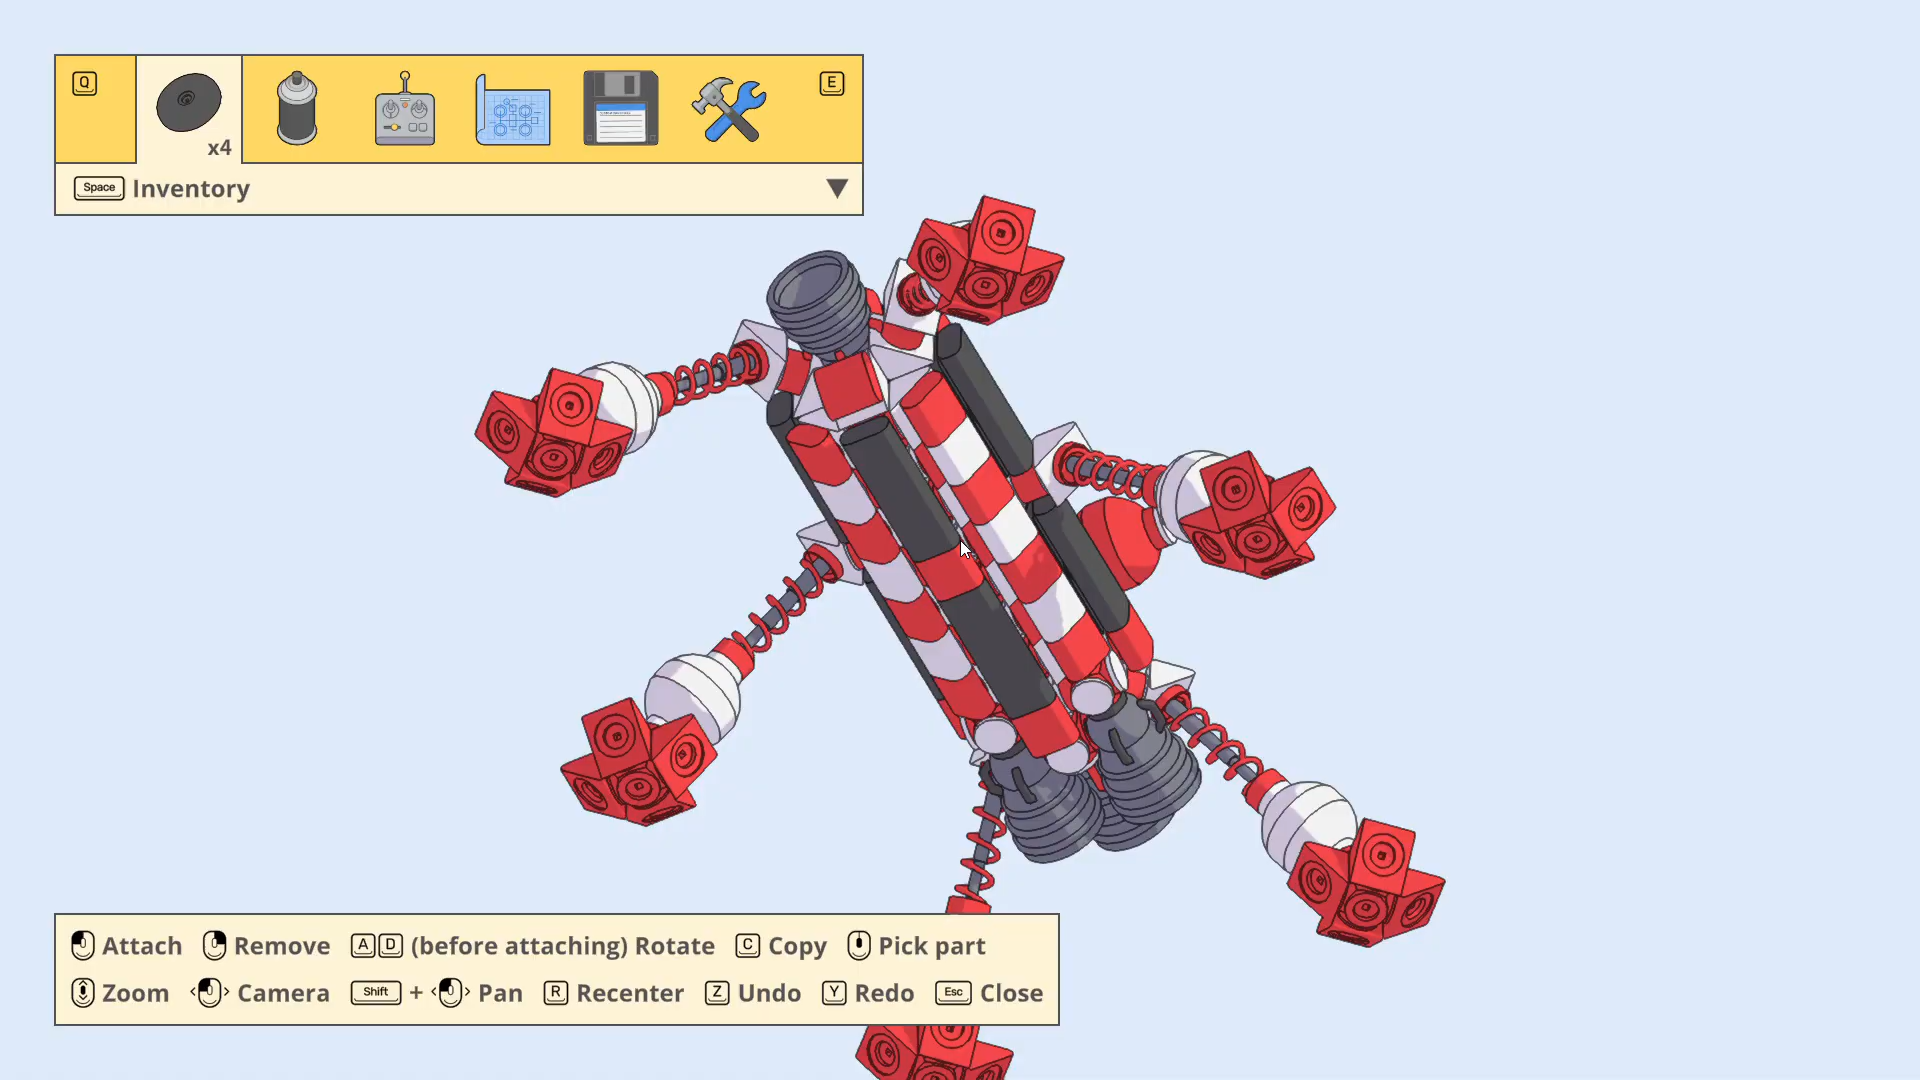 Q
E
x4
Space Inventory
Attach Remove A D (before attaching) Rotate C Copy Pick part
Zoom Camera Shift + Pan R Recenter Z Undo Y Redo Esc Close